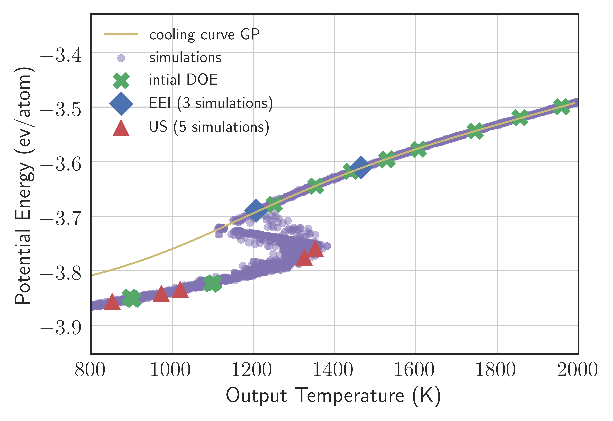 cooling curve GP
simulations
intial DOE
EEI (3 simulations)
US (5 simulations)
Potential Energy (ev/atom)
−3.4
−3.5
−3.6
−3.7
−3.8
−3.9
800 1000 1200 1400 1600 1800 2000
Output Temperature (K)